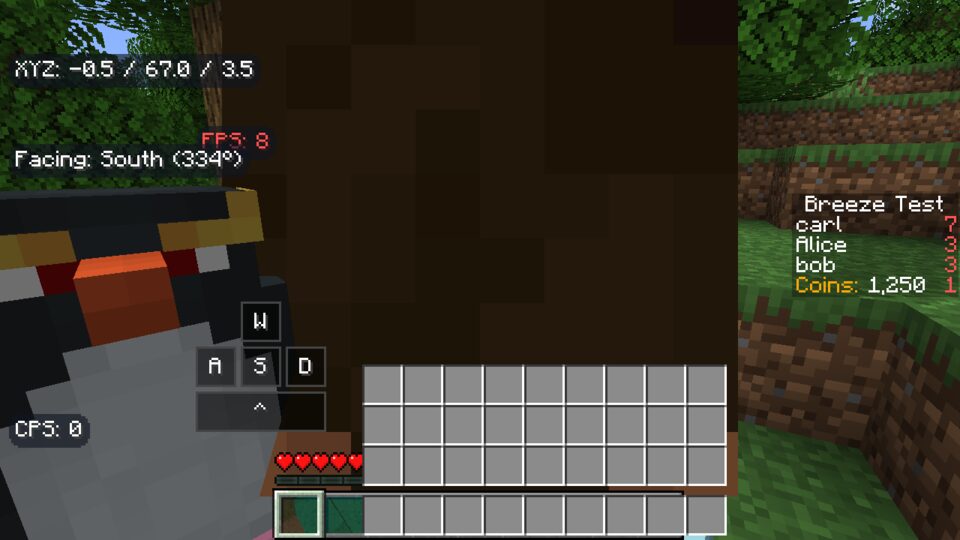 XYZ: -0.5 / 67.0 / 3.5
FPS: 8
Facing: South (334º)
Breeze Test
carl 7
Alice 3
bob 3
Coins: 1,250 1
W
A S D
^
CPS: 0